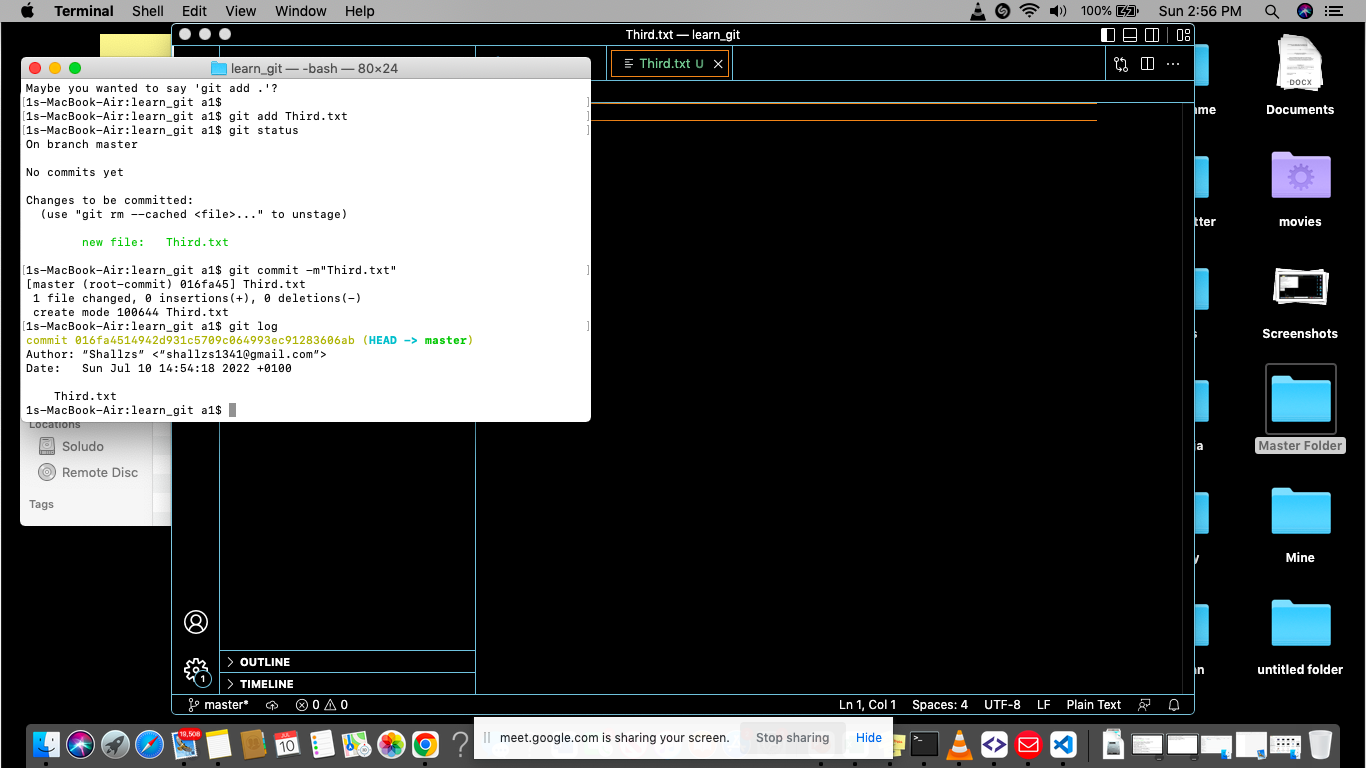 Terminal Shell Edit View Window Help 100% Sun 2:56 PM
Third.txt — learn_git
Third.txt U
learn_git — -bash — 80×24
Maybe you wanted to say 'git add .'?
[1s-MacBook-Air:learn_git a1$ ]
[1s-MacBook-Air:learn_git a1$ git add Third.txt ]
[1s-MacBook-Air:learn_git a1$ git status ]
On branch master
No commits yet
Changes to be committed:
(use "git rm --cached <file>..." to unstage)
new file: Third.txt
[1s-MacBook-Air:learn_git a1$ git commit -m"Third.txt" ]
[master (root-commit) 016fa45] Third.txt
1 file changed, 0 insertions(+), 0 deletions(-)
create mode 100644 Third.txt
[1s-MacBook-Air:learn_git a1$ git log ]
commit 016fa4514942d931c5709c064993ec91283606ab (HEAD -> master)
Author: “Shallzs” <“shallzs1341@gmail.com”>
Date: Sun Jul 10 14:54:18 2022 +0100
Third.txt
1s-MacBook-Air:learn_git a1$
Locations
Soludo
Remote Disc
Tags
OUTLINE
1
TIMELINE
master* 0 0 Ln 1, Col 1 Spaces: 4 UTF-8 LF Plain Text
DOCX
Documents
movies
Screenshots
Master Folder
Mine
untitled folder
me
tter
s
a
y
n
19,508
JUL
10
meet.google.com is sharing your screen. Stop sharing Hide